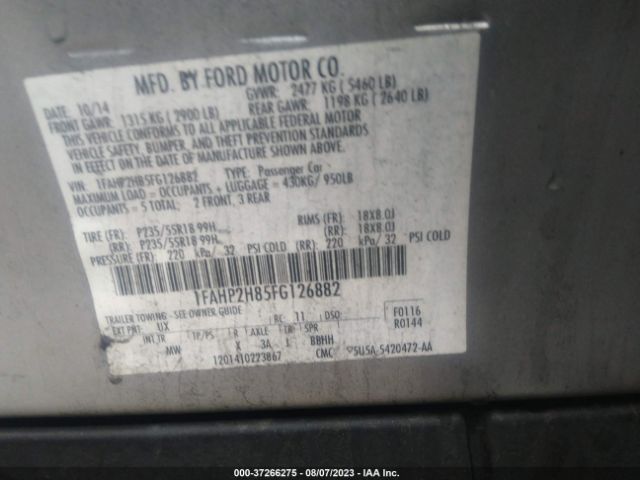 MFD. BY FORD MOTOR CO.
DATE: 10/14 GVWR: 2477 KG ( 5460 LB)
FRONT GAWR: 1315 KG ( 2900 LB) REAR GAWR: 1198 KG ( 2640 LB)
THIS VEHICLE CONFORMS TO ALL APPLICABLE FEDERAL MOTOR
VEHICLE SAFETY, BUMPER, AND THEFT PREVENTION STANDARDS
IN EFFECT ON THE DATE OF MANUFACTURE SHOWN ABOVE.
VIN: 1FAHP2H85FG126882 TYPE: Passenger Car
MAXIMUM LOAD = OCCUPANTS + LUGGAGE = 430KG/ 950LB
OCCUPANTS = 5 TOTAL: 2 FRONT, 3 REAR
TIRE (FR): P235/55R18 99H RIMS (FR): 18X8.0J
(RR): P235/55R18 99H (RR): 18X8.0J
PRESSURE (FR): 220 kPa/ 32 PSI COLD (RR): 220 kPa/ 32 PSI COLD
1FAHP2H85FG126882
TRAILER TOWING - SEE OWNER GUIDE F0116
EXT PNT: UX RC: 11 DSO: R0144
INT TR TP/PS R AXLE TR SPR
MW X 3A BBHH
1201410223867 CMC 5U5A 5420472-AA
000-37266275 - 08/07/2023 - IAAI.COM